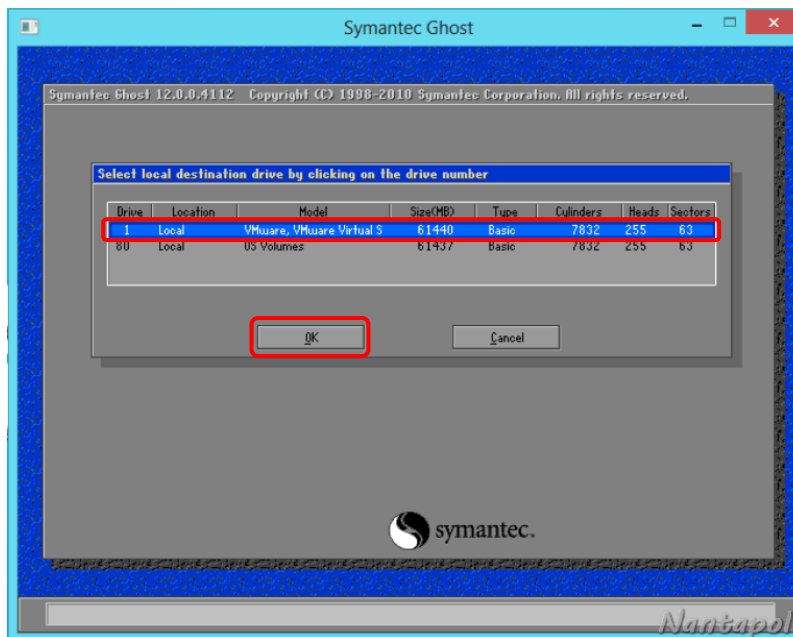 Symantec Ghost
Symantec Ghost 12.0.0.4112 Copyright (C) 1998-2010 Symantec Corporation. All rights reserved.
Select local destination drive by clicking on the drive number
Drive Location Model Size(MB) Type Cylinders Heads Sectors
1 Local VMware, VMware Virtual S 61440 Basic 7832 255 63
80 Local OS Volumes 61437 Basic 7832 255 63
OK Cancel
symantec.
Nantapol